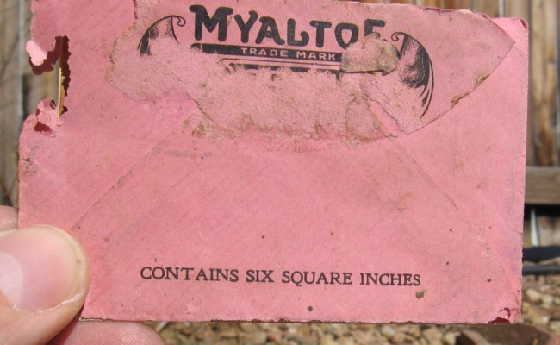 MYALTOE
TRADE MARK
CONTAINS SIX SQUARE INCHES